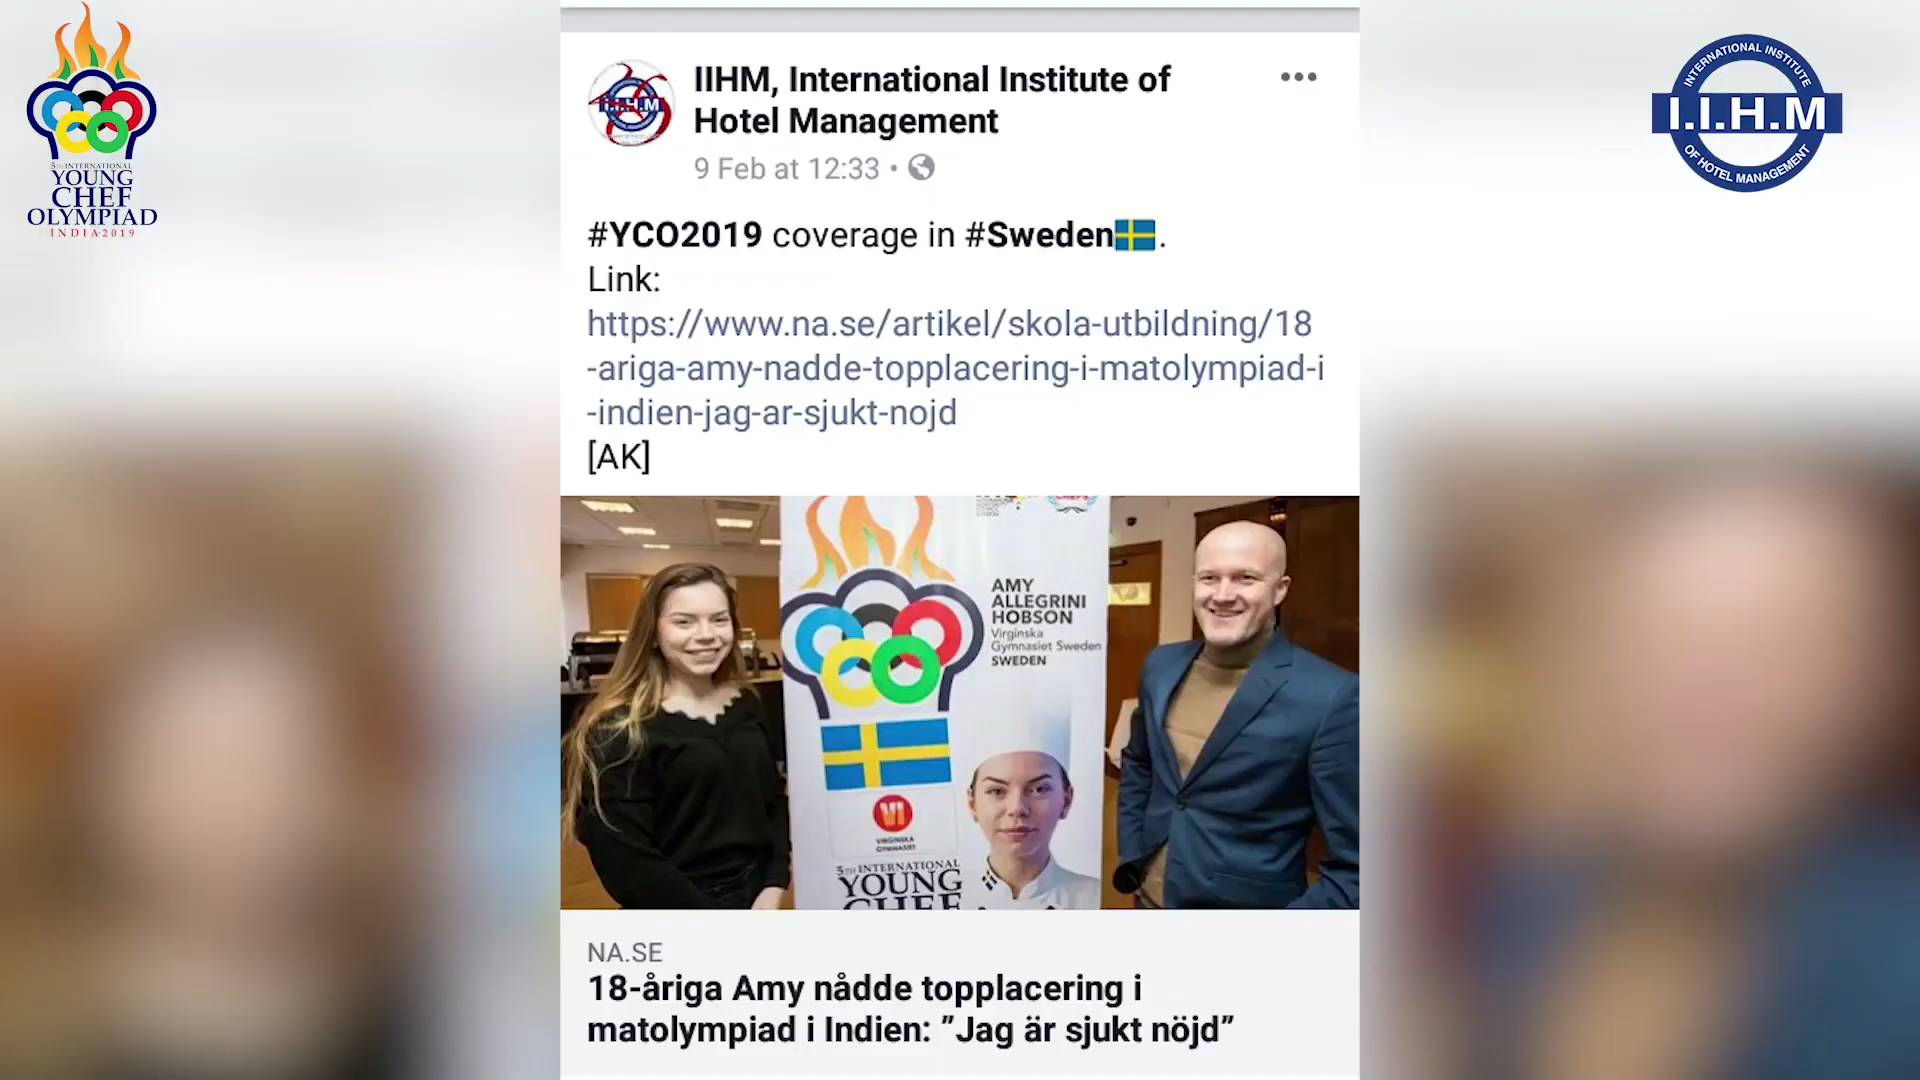 5TH INTERNATIONAL
YOUNG
CHEF
OLYMPIAD
INDIA 2019
IIHM, International Institute of
Hotel Management
9 Feb at 12:33 •
#YCO2019 coverage in #Sweden🇸🇪.
Link:
https://www.na.se/artikel/skola-utbildning/18
-ariga-amy-nadde-topplacering-i-matolympiad-i
-indien-jag-ar-sjukt-nojd
[AK]
INTERNATIONAL INSTITUTE
I.I.H.M
OF HOTEL MANAGEMENT
AMY
ALLEGRINI
HOBSON
Virginska
Gymnasiet Sweden
SWEDEN
VI
VIRGINSKA
GYMNASIET
5TH INTERNATIONAL
YOUNG
CHEF
NA.SE
18-åriga Amy nådde topplacering i
matolympiad i Indien: ”Jag är sjukt nöjd”